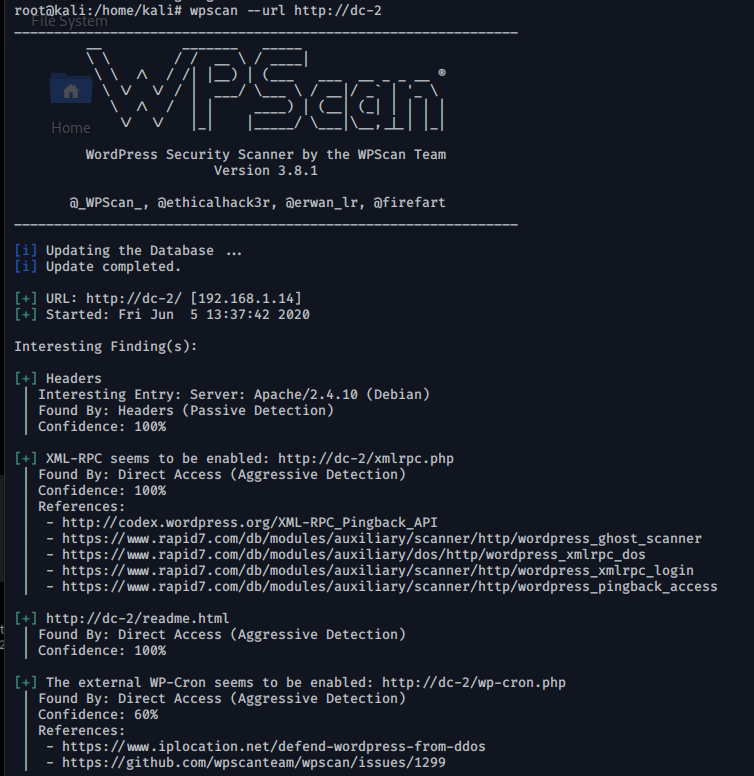 root@kali:/home/kali# wpscan --url http://dc-2
File System
WPScan ®
Home
WordPress Security Scanner by the WPScan Team
Version 3.8.1
@_WPScan_, @ethicalhack3r, @erwan_lr, @firefart
[i] Updating the Database ...
[i] Update completed.
[+] URL: http://dc-2/ [192.168.1.14]
[+] Started: Fri Jun  5 13:37:42 2020
Interesting Finding(s):
[+] Headers
| Interesting Entry: Server: Apache/2.4.10 (Debian)
| Found By: Headers (Passive Detection)
| Confidence: 100%
[+] XML-RPC seems to be enabled: http://dc-2/xmlrpc.php
| Found By: Direct Access (Aggressive Detection)
| Confidence: 100%
| References:
|  - http://codex.wordpress.org/XML-RPC_Pingback_API
|  - https://www.rapid7.com/db/modules/auxiliary/scanner/http/wordpress_ghost_scanner
|  - https://www.rapid7.com/db/modules/auxiliary/dos/http/wordpress_xmlrpc_dos
|  - https://www.rapid7.com/db/modules/auxiliary/scanner/http/wordpress_xmlrpc_login
|  - https://www.rapid7.com/db/modules/auxiliary/scanner/http/wordpress_pingback_access
[+] http://dc-2/readme.html
| Found By: Direct Access (Aggressive Detection)
| Confidence: 100%
[+] The external WP-Cron seems to be enabled: http://dc-2/wp-cron.php
| Found By: Direct Access (Aggressive Detection)
| Confidence: 60%
| References:
|  - https://www.iplocation.net/defend-wordpress-from-ddos
|  - https://github.com/wpscanteam/wpscan/issues/1299